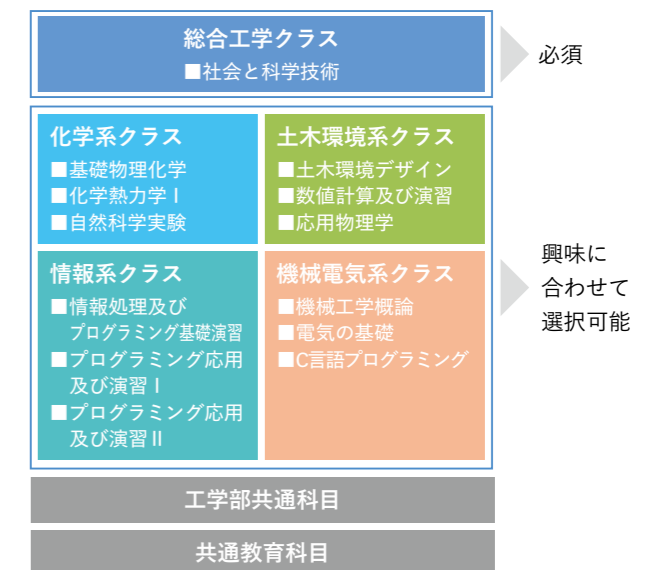 総合工学クラス
■社会と科学技術
必須
化学系クラス
■基礎物理化学
■化学熱力学Ⅰ
■自然科学実験
土木環境系クラス
■土木環境デザイン
■数値計算及び演習
■応用物理学
情報系クラス
■情報処理及び
プログラミング基礎演習
■プログラミング応用
及び演習Ⅰ
■プログラミング応用
及び演習Ⅱ
機械電気系クラス
■機械工学概論
■電気の基礎
■C言語プログラミング
興味に
合わせて
選択可能
工学部共通科目
共通教育科目